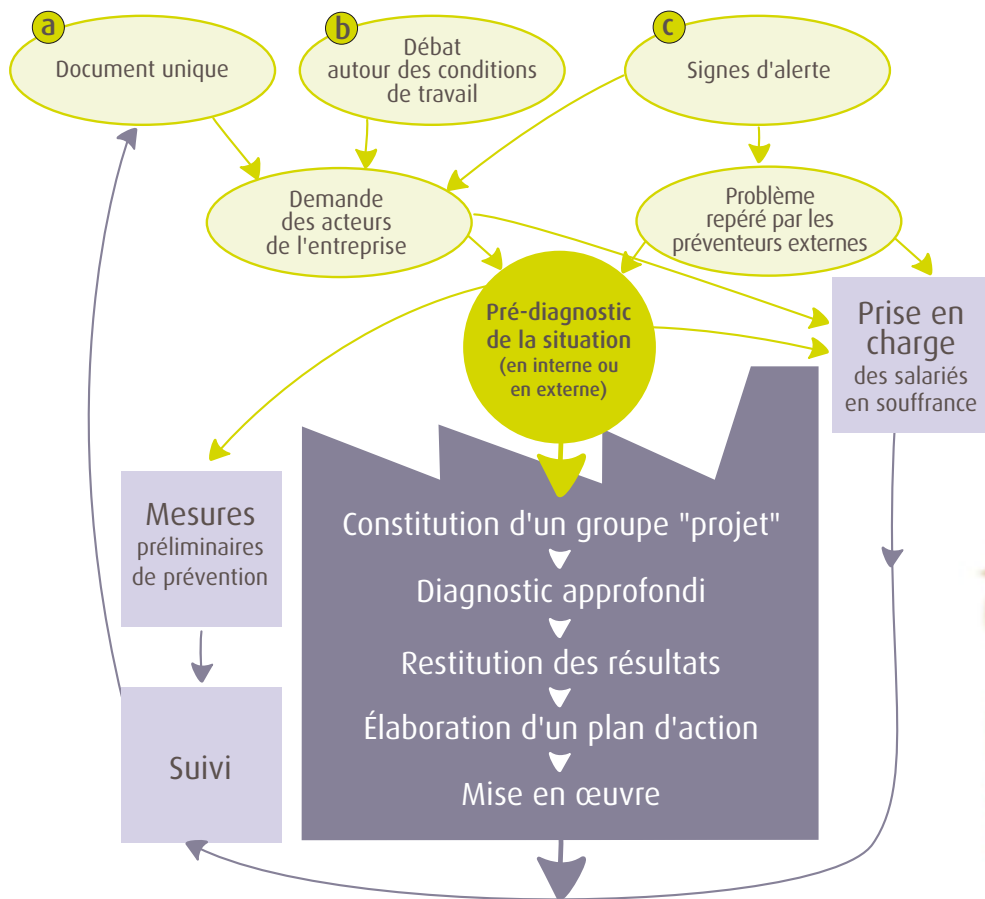 a
Document unique
b
Débat
autour des conditions
de travail
c
Signes d'alerte
Demande
des acteurs
de l'entreprise
Problème
repéré par les
préventeurs externes
Pré-diagnostic
de la situation
(en interne ou
en externe)
Prise en
charge
des salariés
en souffrance
Mesures
préliminaires
de prévention
Suivi
Constitution d'un groupe "projet"
Diagnostic approfondi
Restitution des résultats
Élaboration d'un plan d'action
Mise en œuvre